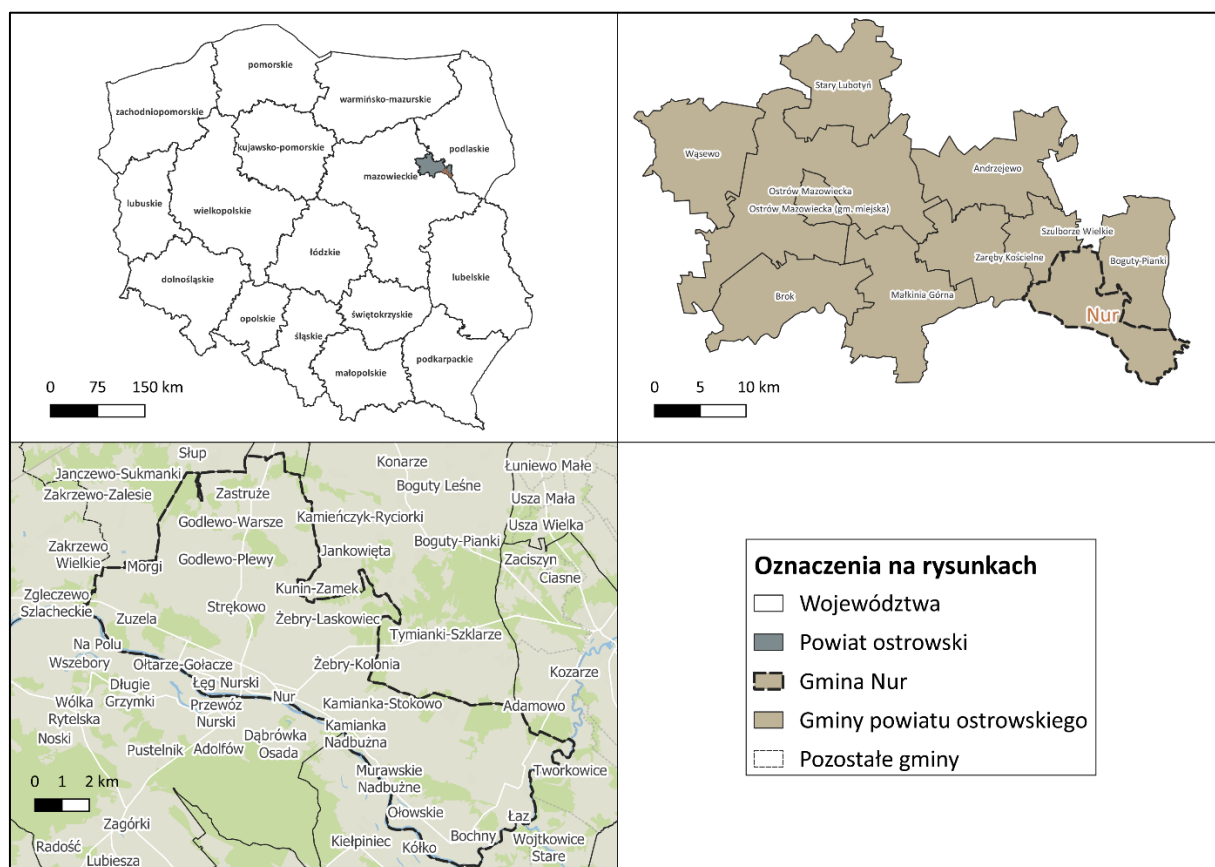 pomorskie
zachodniopomorskie
warmińsko-mazurskie
kujawsko-pomorskie
podlaskie
mazowieckie
lubuskie
wielkopolskie
łódzkie
dolnośląskie
lubelskie
opolskie
śląskie
świętokrzyskie
małopolskie
podkarpackie
0 75 150 km
Stary Lubotyń
Wąsewo
Andrzejewo
Ostrów Mazowiecka
Ostrów Mazowiecka (gm. miejska)
Szulborze Wielkie
Zaręby Kościelne
Boguty-Pianki
Brok
Małkinia Górna
Nur
0 5 10 km
Słup
Konarze
Łuniewo Małe
Janczewo-Sukmanki
Zakrzewo-Zalesie
Zastruże
Boguty Leśne
Usza Mała
Godlewo-Warsze
Kamieńczyk-Ryciorki
Usza Wielka
Zakrzewo
Wielkie
Morgi
Godlewo-Plewy
Jankowięta
Boguty-Pianki
Zaciszyn
Ciasne
Kunin-Zamek
Zgleczewo
Szlacheckie
Zuzela
Strękowo
Żebry-Laskowiec
Tymianki-Szklarze
Na Polu
Wszebory
Ołtarze-Gołacze
Żebry-Kolonia
Kozarze
Długie
Grzymki
Łęg Nurski
Nur
Wólka
Rytelska
Noski
Przewóz
Nurski
Kamianka-Stokowo
Adamowo
Pustelnik
Adolfów
Dąbrówka
Osada
Kamianka
Nadbużna
Tworkowice
Murawskie
Nadbużne
0 1 2 km
Zagórki
Ołowskie
Łaz
Radość
Lubiesza
Kiełpiniec
Kółko
Bochny
Wojtkowice
Stare
Oznaczenia na rysunkach
Województwa
Powiat ostrowski
Gmina Nur
Gminy powiatu ostrowskiego
Pozostałe gminy